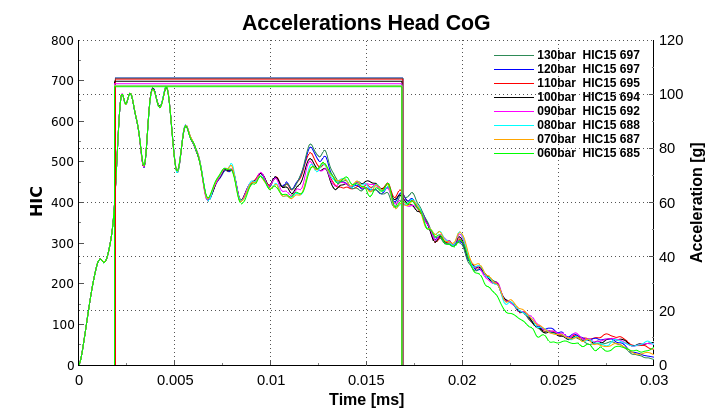 Accelerations Head CoG
800
700
600
500
400
300
200
100
0
HIC
120
100
80
60
40
20
0
Acceleration [g]
130bar HIC15 697
120bar HIC15 697
110bar HIC15 695
100bar HIC15 694
090bar HIC15 692
080bar HIC15 688
070bar HIC15 687
060bar HIC15 685
0 0.005 0.01 0.015 0.02 0.025 0.03
Time [ms]